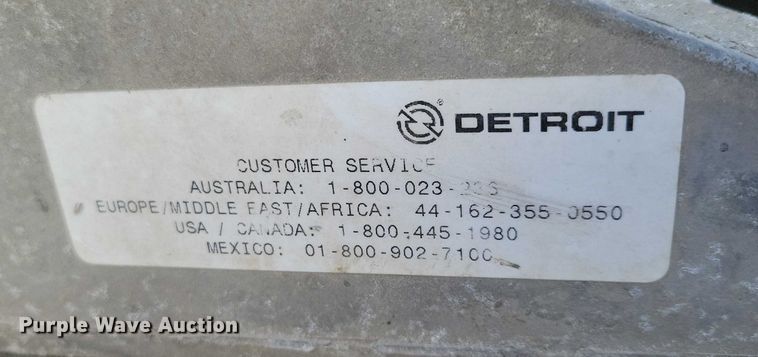 DETROIT
CUSTOMER SERVICE
AUSTRALIA: 1-800-023-
EUROPE/MIDDLE EAST/AFRICA: 44-162-355-0550
USA / CANADA: 1-800-445-1980
MEXICO: 01-800-902-7100
Purple Wave Auction